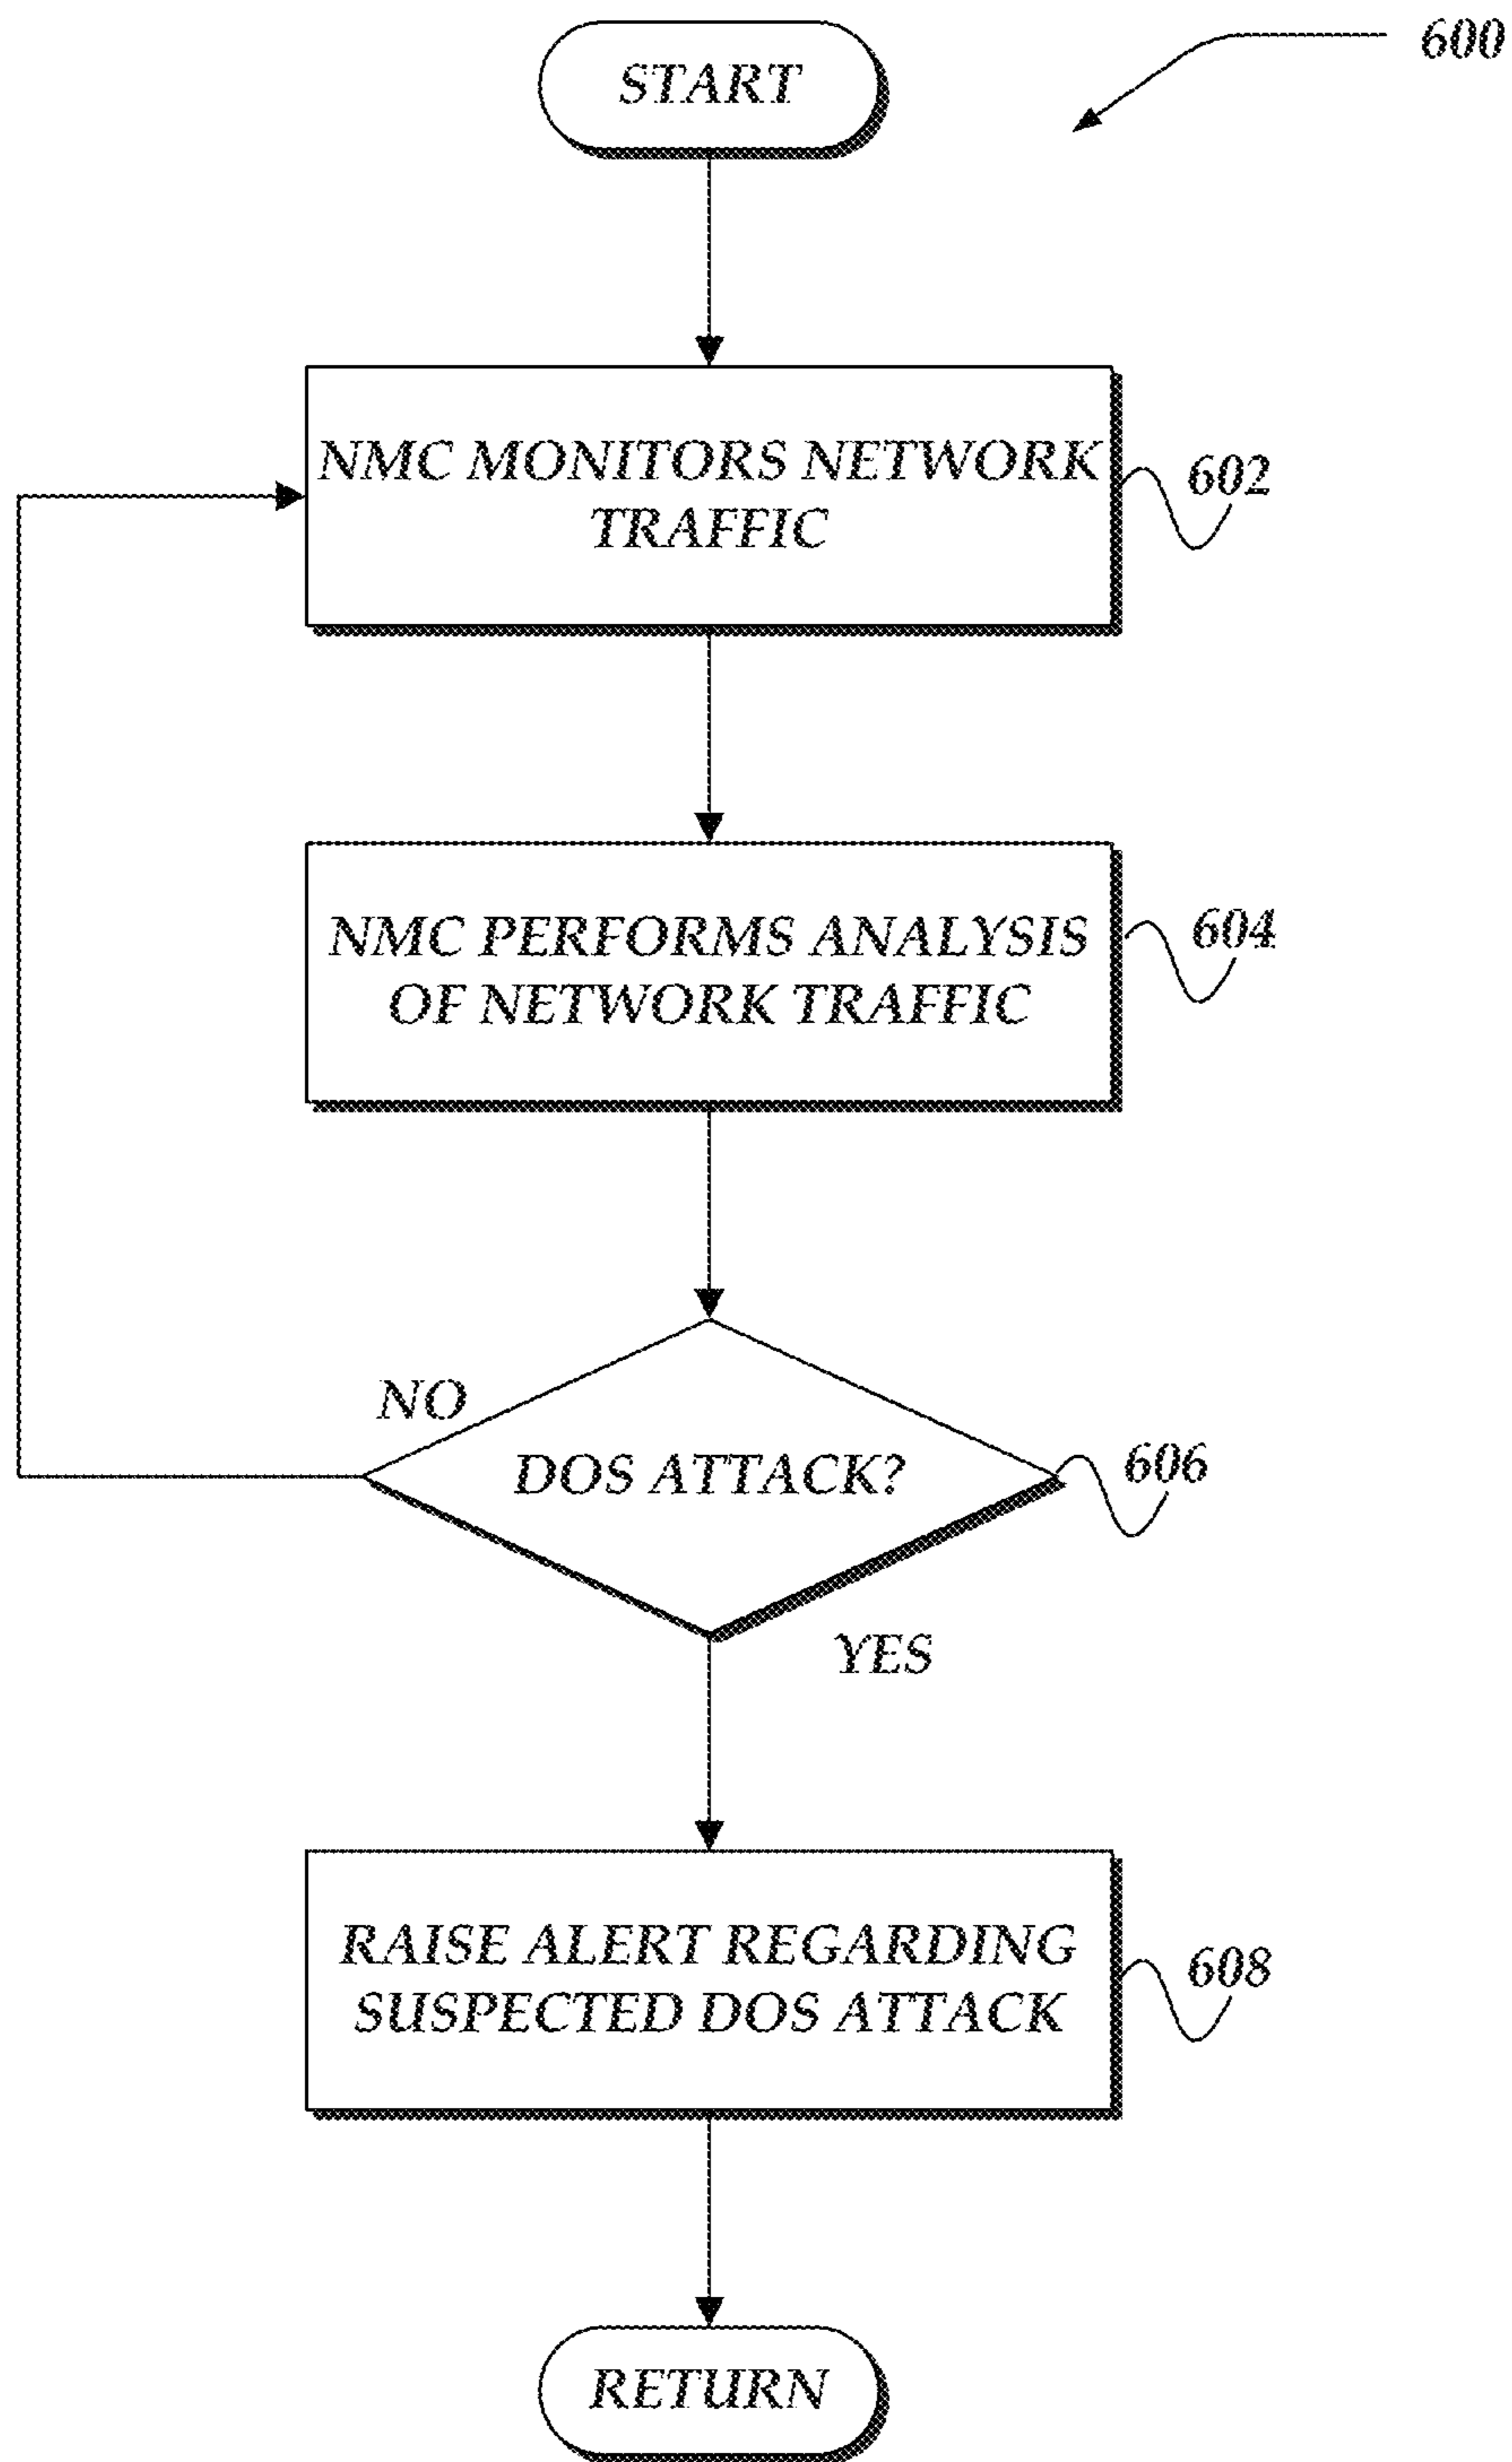 START
600
NMC MONITORS NETWORK
TRAFFIC
602
NMC PERFORMS ANALYSIS
OF NETWORK TRAFFIC
604
NO
DOS ATTACK?
606
YES
RAISE ALERT REGARDING
SUSPECTED DOS ATTACK
608
RETURN